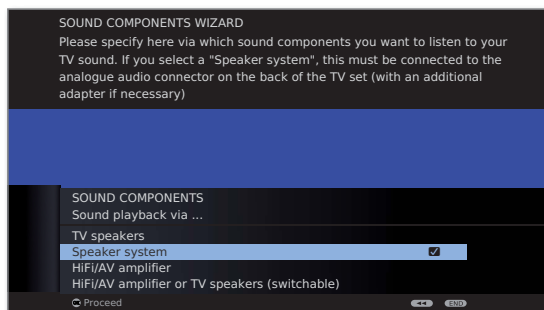 SOUND COMPONENTS WIZARD
Please specify here via which sound components you want to listen to your
TV sound. If you select a "Speaker system", this must be connected to the
analogue audio connector on the back of the TV set (with an additional
adapter if necessary)
SOUND COMPONENTS
Sound playback via ...
TV speakers
Speaker system
HiFi/AV amplifier
HiFi/AV amplifier or TV speakers (switchable)
OK Proceed
END